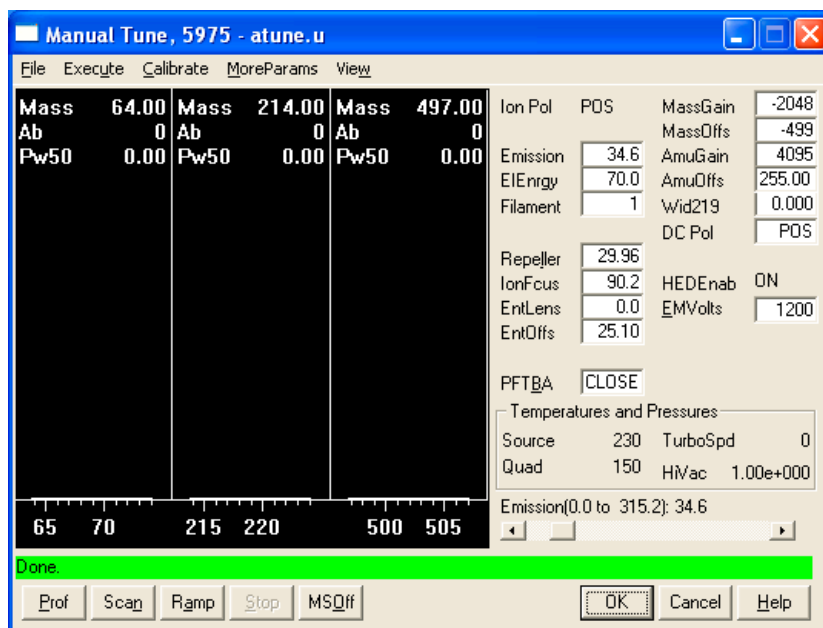 Manual Tune, 5975 - atune.u
File Execute Calibrate MoreParams View
Mass 64.00 Mass 214.00 Mass 497.00
Ab 0 Ab 0 Ab 0
Pw50 0.00 Pw50 0.00 Pw50 0.00
65 70 215 220 500 505
Ion Pol POS MassGain -2048
MassOffs -499
Emission 34.6 AmuGain 4095
ElEnrgy 70.0 AmuOffs 255.00
Filament 1 Wid219 0.000
DC Pol POS
Repeller 29.96
IonFcus 90.2 HEDEnab ON
EntLens 0.0 EMVolts 1200
EntOffs 25.10
PFTBA CLOSE
Temperatures and Pressures
Source 230 TurboSpd 0
Quad 150 HiVac 1.00e+000
Emission(0.0 to 315.2): 34.6
Done.
Prof Scan Ramp Stop MSOff OK Cancel Help